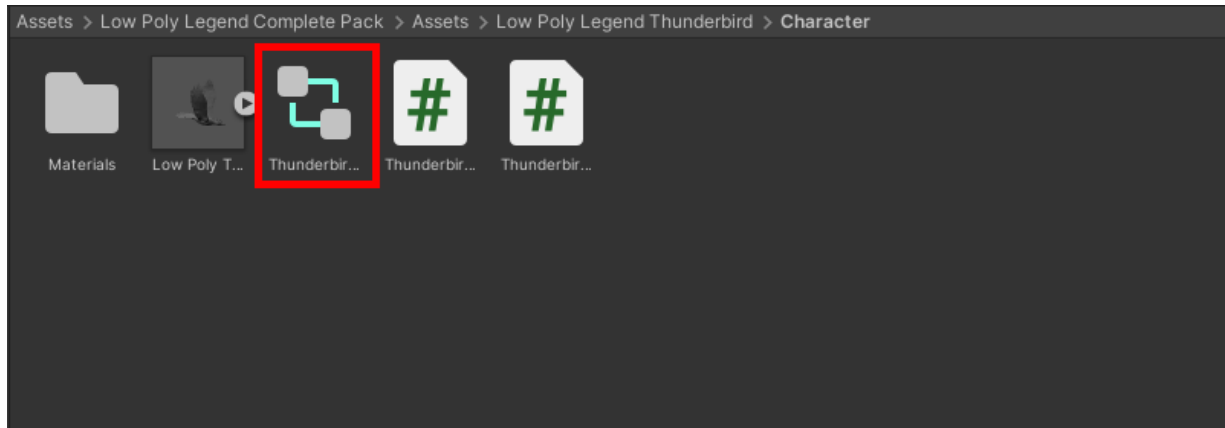 Assets > Low Poly Legend Complete Pack > Assets > Low Poly Legend Thunderbird > Character
Materials
Low Poly T...
Thunderbir...
Thunderbir...
Thunderbir...